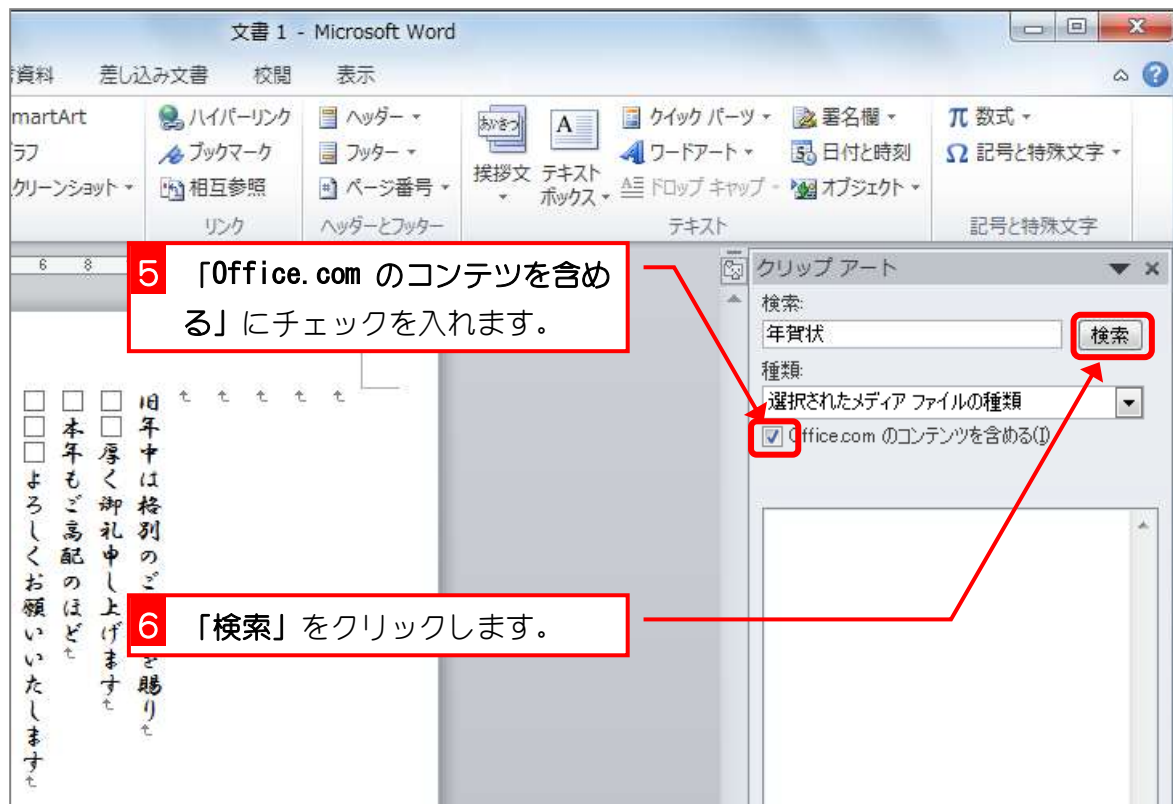 文書 1 - Microsoft Word
資料 差し込み文書 校閲 表示
martArt
ラフ
クリーンショット
ハイパーリンク
ブックマーク
相互参照
リンク
ヘッダー
フッター
ページ番号
ヘッダーとフッター
あいさつ
挨拶文
A
テキスト
ボックス
クイック パーツ
ワードアート
ドロップ キャップ
署名欄
日付と時刻
オブジェクト
テキスト
π 数式
Ω 記号と特殊文字
記号と特殊文字
6 8
5 「Office.com のコンテンツを含め
る」にチェックを入れます。
クリップ アート
検索:
年賀状 検索
種類:
選択されたメディア ファイルの種類
Office.com のコンテンツを含める(I)
旧年中は格別のご
を賜り
□□厚く御礼申し上げます
□本年もご高配のほど
□□□よろしくお願いいたします
6 「検索」をクリックします。